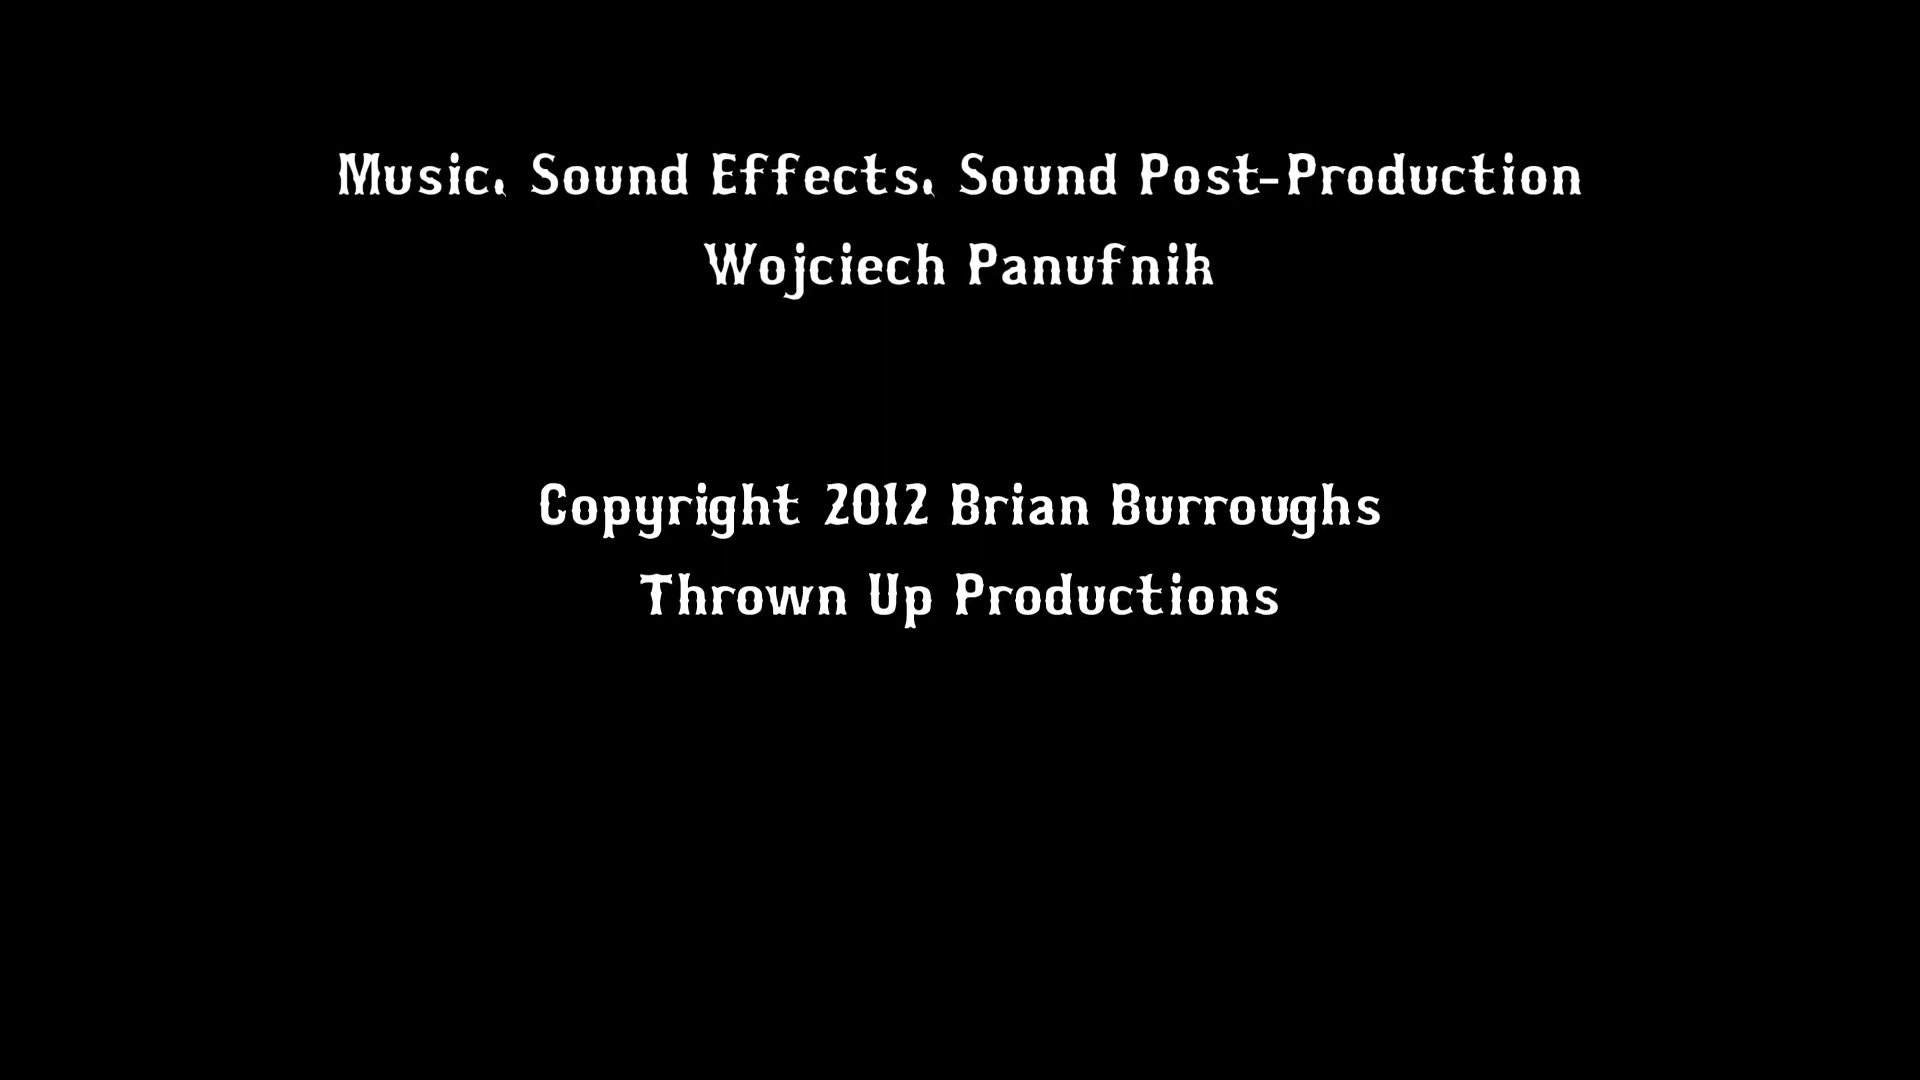 Music, Sound Effects, Sound Post-Production
Wojciech Panufnik
Copyright 2012 Brian Burroughs
Thrown Up Productions